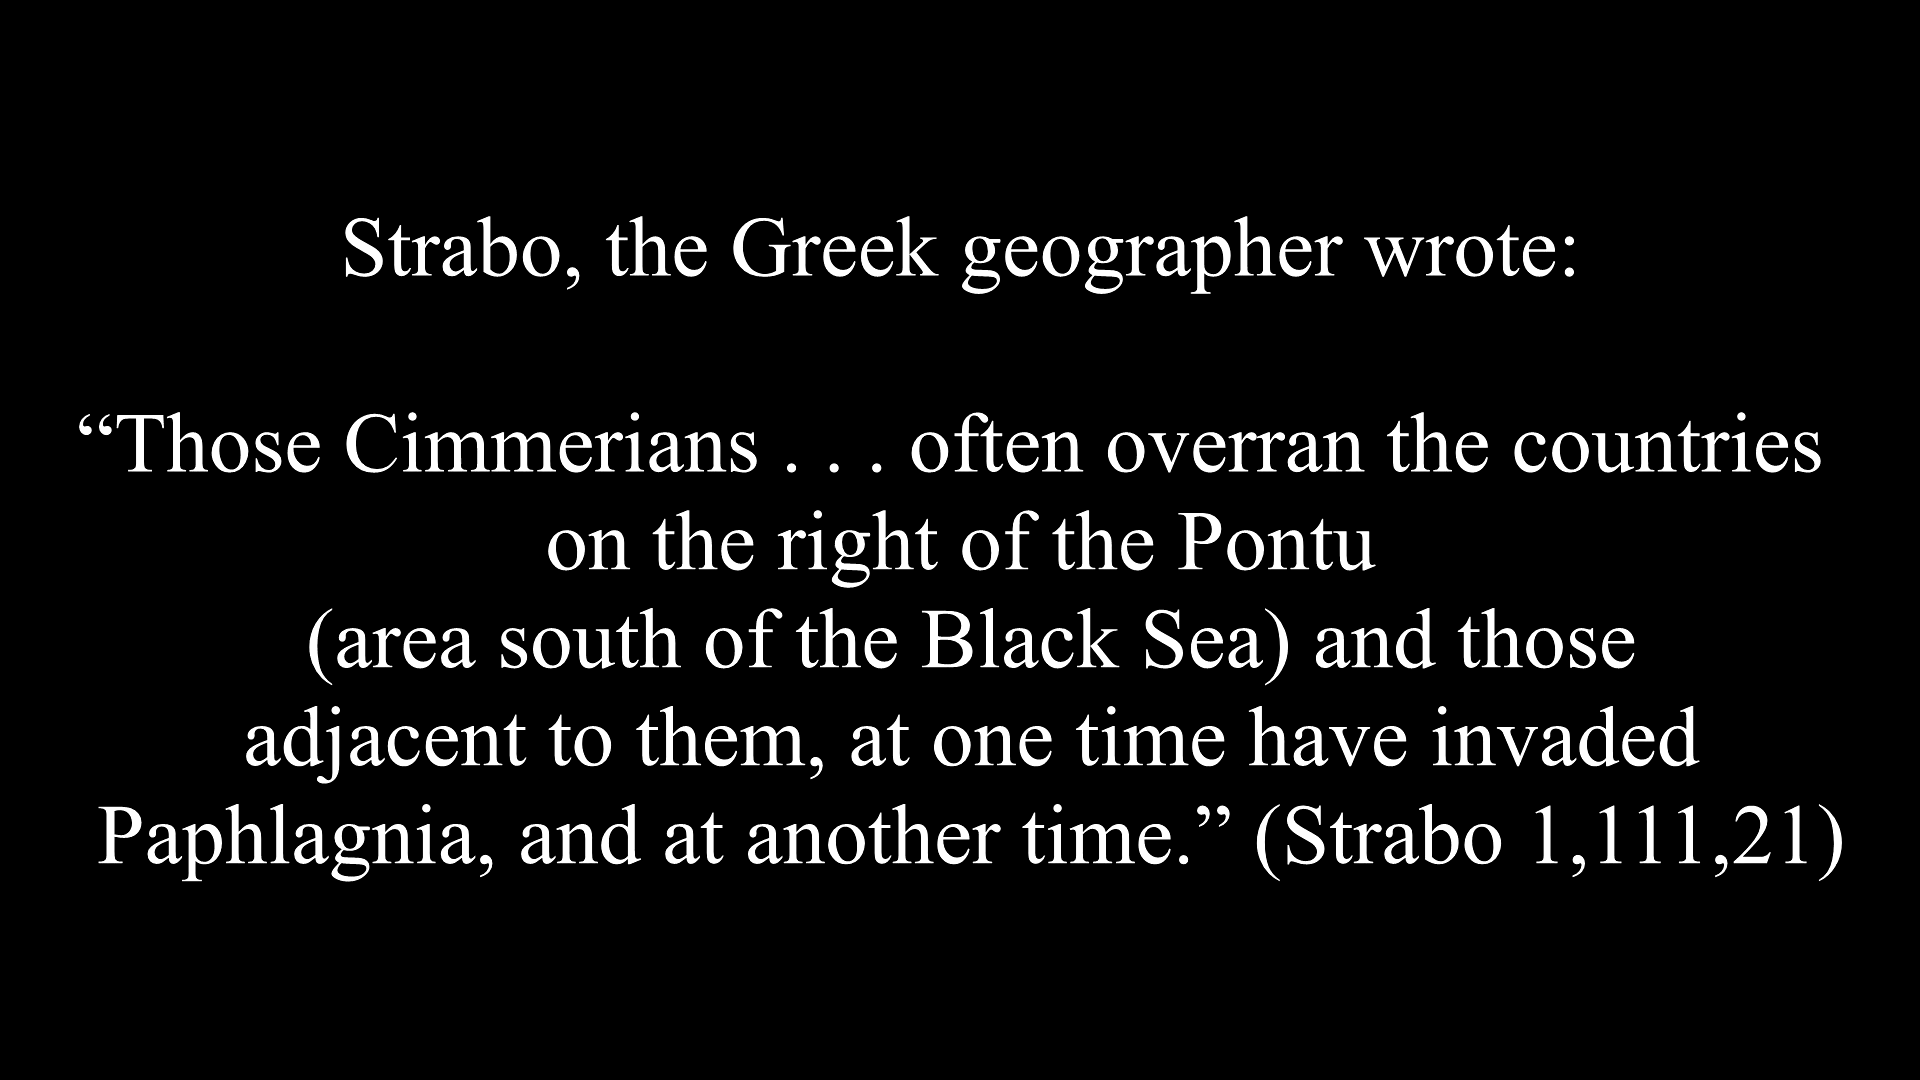 Strabo, the Greek geographer wrote:
“Those Cimmerians . . . often overran the countries
on the right of the Pontu
(area south of the Black Sea) and those
adjacent to them, at one time have invaded
Paphlagnia, and at another time.” (Strabo 1,111,21)